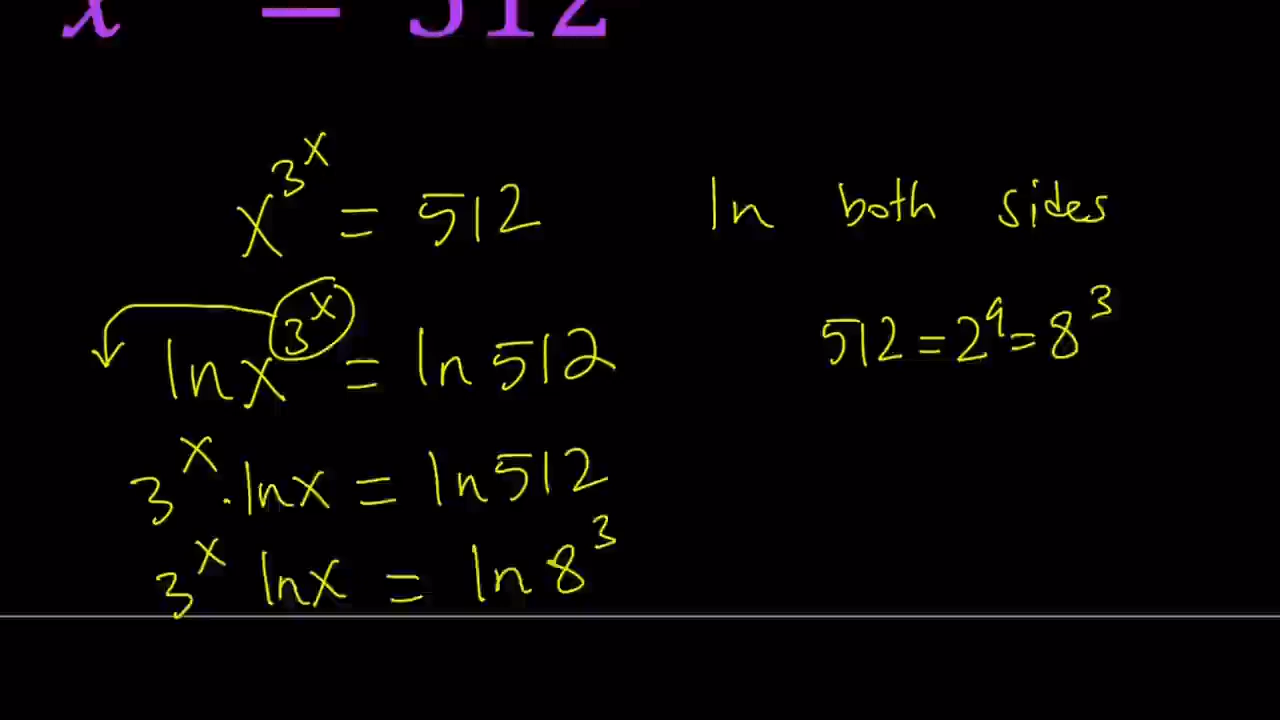 x = 512
x^{3^x} = 512 ln both sides
ln x^{3^x} = ln 512 512 = 2^9 = 8^3
3^x · ln x = ln 512
3^x ln x = ln 8^3